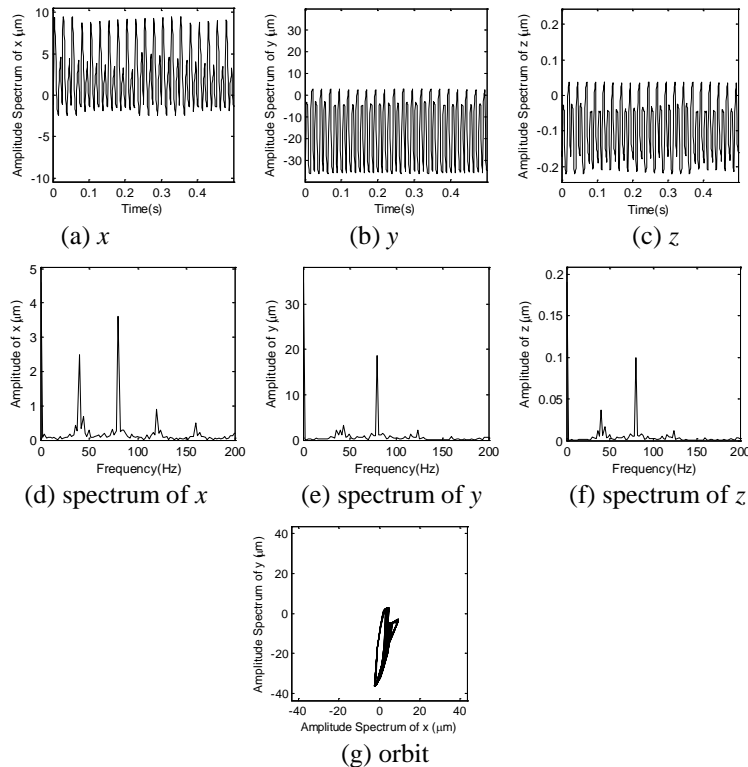 Amplitude Spectrum of x (μm)
10
5
0
-5
-10
0 0.1 0.2 0.3 0.4
Time(s)
(a) x
Amplitude Spectrum of y (μm)
30
20
10
0
-10
-20
-30
0 0.1 0.2 0.3 0.4
Time(s)
(b) y
Amplitude Spectrum of z (μm)
0.2
0.1
0
-0.1
-0.2
0 0.1 0.2 0.3 0.4
Time(s)
(c) z
Amplitude of x (μm)
5
4
3
2
1
0
0 50 100 150 200
Frequency(Hz)
(d) spectrum of x
Amplitude of y (μm)
30
20
10
0
0 50 100 150 200
Frequency(Hz)
(e) spectrum of y
Amplitude of z (μm)
0.2
0.15
0.1
0.05
0
0 50 100 150 200
Frequency(Hz)
(f) spectrum of z
Amplitude Spectrum of y (μm)
40
20
0
-20
-40
-40 -20 0 20 40
Amplitude Spectrum of x (μm)
(g) orbit